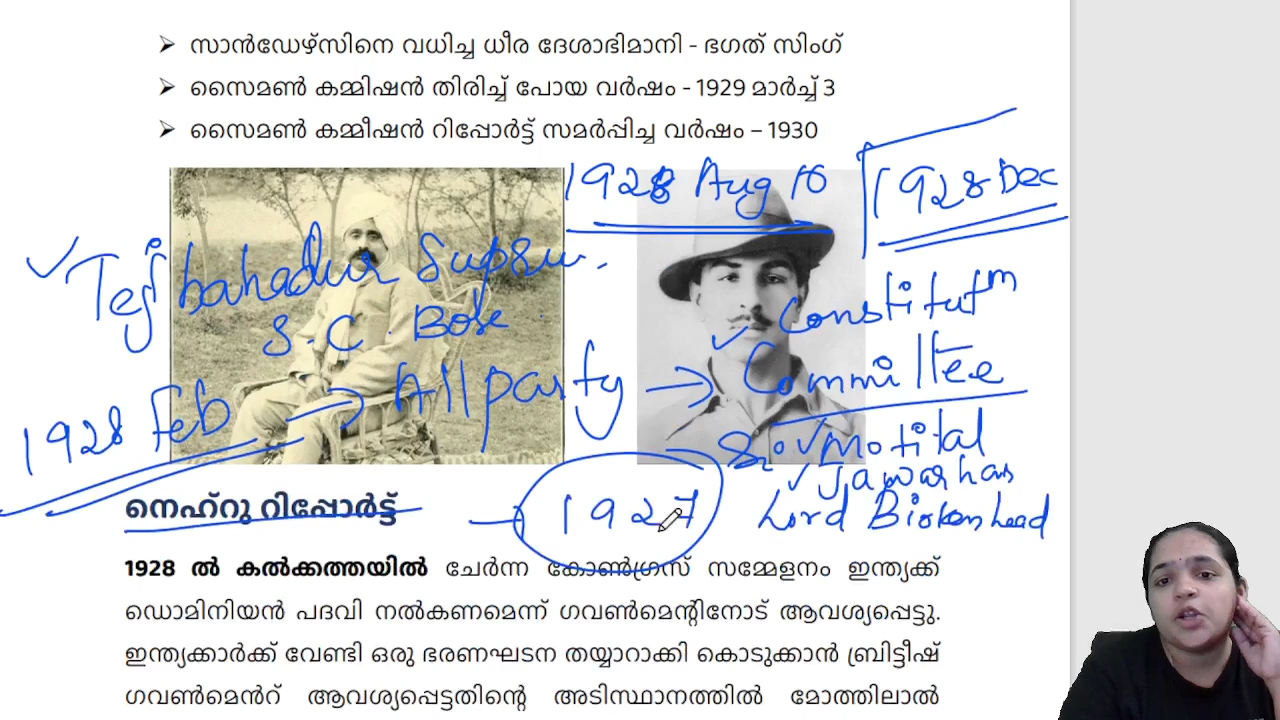 ➤ സാൻഡേഴ്സിനെ വധിച്ച ധീര ദേശാഭിമാനി - ഭഗത് സിംഗ്
➤ സൈമൺ കമ്മിഷൻ തിരിച്ച് പോയ വർഷം - 1929 മാർച്ച് 3
➤ സൈമൺ കമ്മീഷൻ റിപ്പോർട്ട് സമർപ്പിച്ച വർഷം – 1930
1928 Aug 10
1928 Dec
Tej bahadur
S.C. Bose
Constitutn
1928 Feb → All party → Committee
Motilal
Jawarhar
നെഹ്റു റിപ്പോർട്ട് 1927 Lord Birkenhead
1928 ൽ കൽക്കത്തയിൽ ചേർന്ന കോൺഗ്രസ് സമ്മേളനം ഇന്ത്യക്ക്
ഡൊമിനിയൻ പദവി നൽകണമെന്ന് ഗവൺമെന്റിനോട് ആവശ്യപ്പെട്ടു.
ഇന്ത്യക്കാർക്ക് വേണ്ടി ഒരു ഭരണഘടന തയ്യാറാക്കി കൊടുക്കാൻ ബ്രിട്ടീഷ്
ഗവൺമെൻറ് ആവശ്യപ്പെട്ടതിന്റെ അടിസ്ഥാനത്തിൽ മോത്തിലാൽ